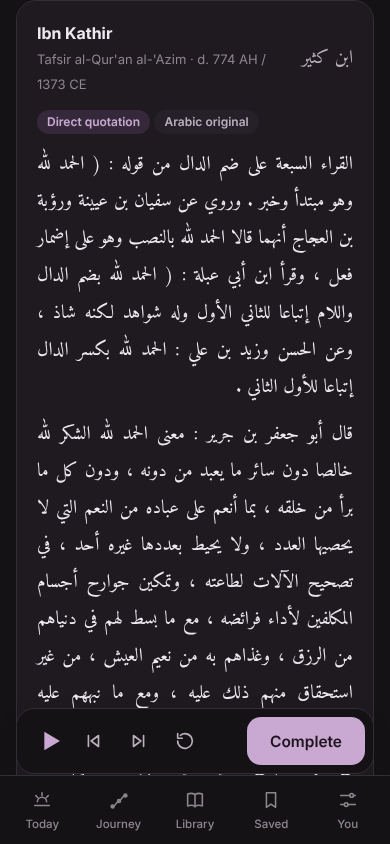 Ibn Kathir
Tafsir al-Qur'an al-'Azim · d. 774 AH /
1373 CE
ابن كثير
Direct quotation
Arabic original
القراء السبعة على ضم الدال من قوله : ( الحمد لله
وهو مبتدأ وخبر . وروي عن سفيان بن عيينة ورؤبة
بن العجاج أنهما قالا الحمد لله بالنصب وهو على إضمار
فعل ، وقرأ ابن أبي عبلة : ( الحمد لله بضم الدال
واللام إتباعا للثاني الأول وله شواهد لكنه شاذ ،
وعن الحسن وزيد بن علي : الحمد لله بكسر الدال
إتباعا للأول الثاني .
قال أبو جعفر بن جرير : معنى الحمد لله الشكر لله
خالصا دون سائر ما يعبد من دونه ، ودون كل ما
برأ من خلقه ، بما أنعم على عباده من النعم التي لا
يحصيها العدد ، ولا يحيط بعددها غيره أحد ، في
تصحيح الآلات لطاعته ، وتمكين جوارح أجسام
المكلفين لأداء فرائضه ، مع ما بسط لهم في دنياهم
من الرزق ، وغذاهم به من نعيم العيش ، من غير
استحقاق منهم ذلك عليه ، ومع ما نبههم عليه
Complete
Today
Journey
Library
Saved
You